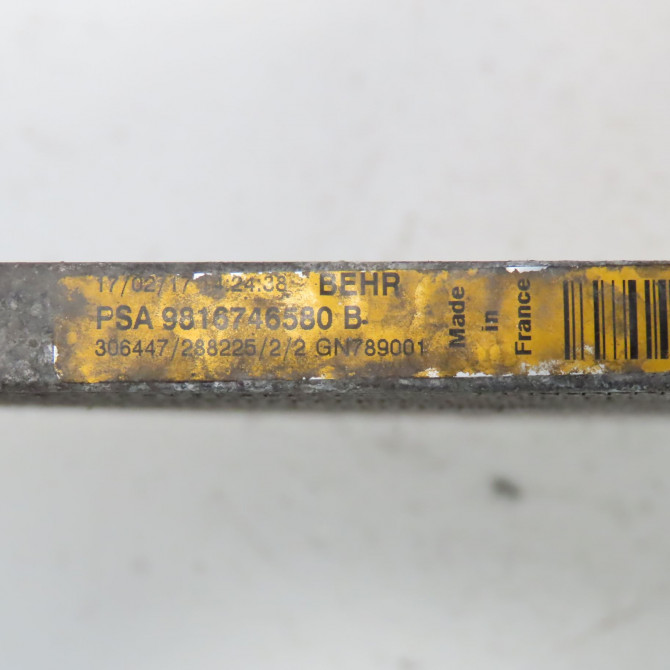 17/02/17 14:24:38 BEHR
PSA 9816746580 B-
306447/288225/2/2 GN789001
Made
in
France